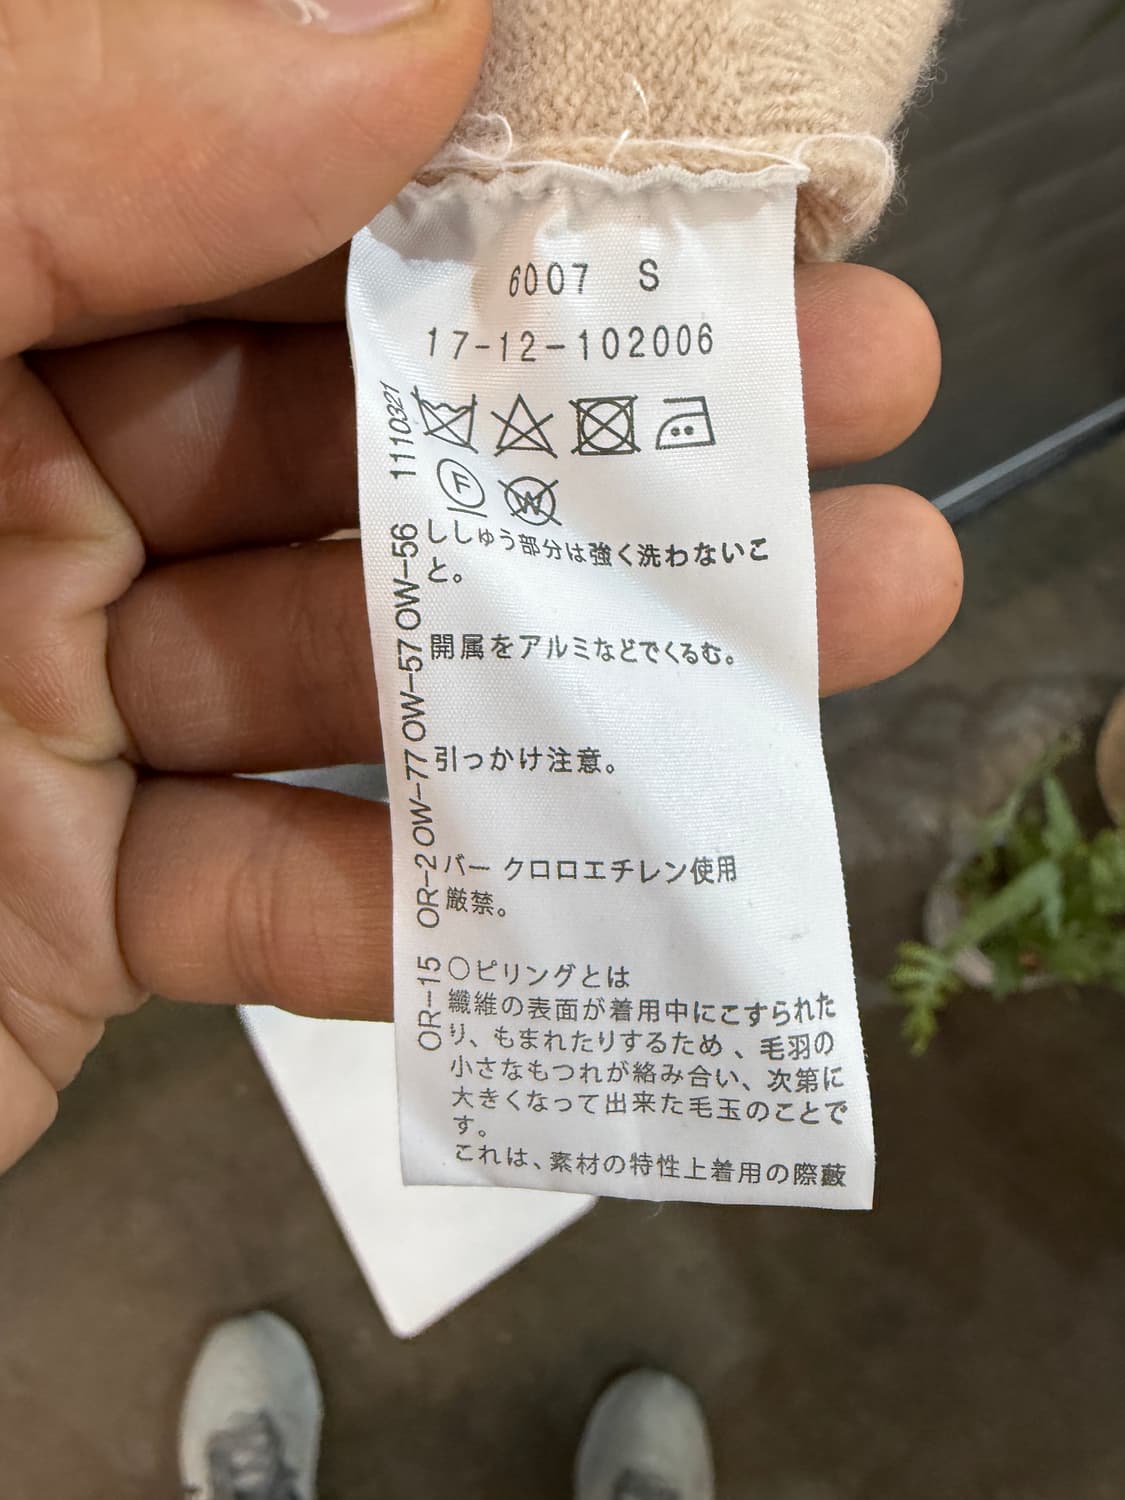 6007 S
17-12-102006
F
W
ししゅう部分は強く洗わないこ
と。
開属をアルミなどでくるむ。
引っかけ注意。
バー クロロエチレン使用
厳禁。
○ピリングとは
繊維の表面が着用中にこすられた
り、もまれたりするため、毛羽の
小さなもつれが絡み合い、次第に
大きくなって出来た毛玉のことで
す。
これは、素材の特性上着用の際藪
1110321
OR-15 OR-2 OW-77 OW-57 OW-56